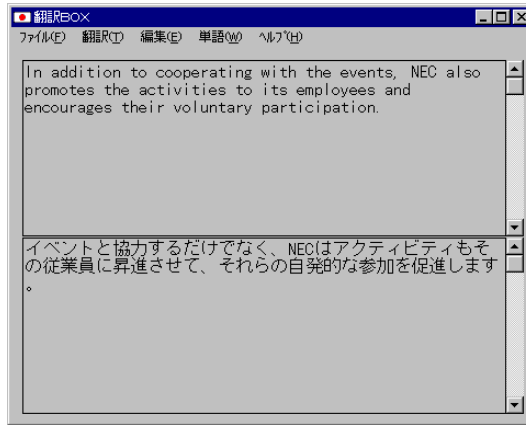 翻訳BOX
ファイル(F) 翻訳(T) 編集(E) 単語(W) ヘルプ(H)
In addition to cooperating with the events, NEC also
promotes the activities to its employees and
encourages their voluntary participation.
イベントと協力するだけでなく、NECはアクティビティもそ
の従業員に昇進させて、それらの自発的な参加を促進します
。